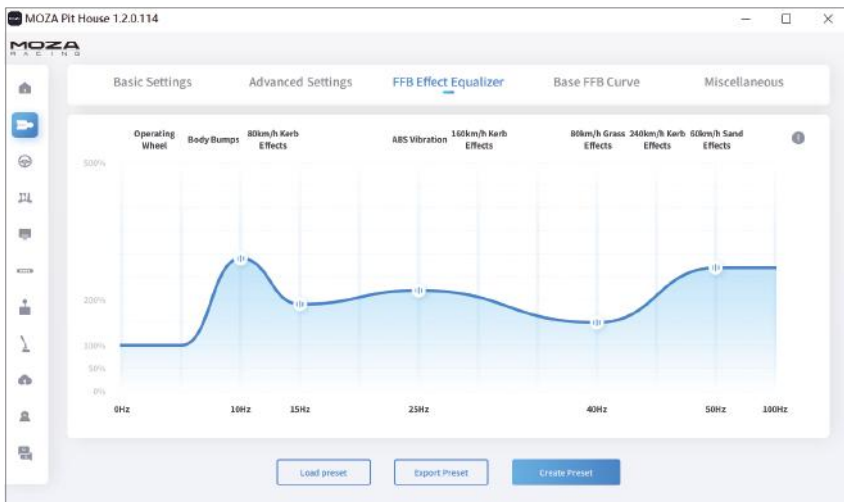 MOZA Pit House 1.2.0.114
MOZA
RACING
Basic Settings Advanced Settings FFB Effect Equalizer Base FFB Curve Miscellaneous
Operating Wheel Body Bumps 80km/h Kerb Effects ABS Vibration 160km/h Kerb Effects 80km/h Grass Effects 240km/h Kerb Effects 60km/h Sand Effects
500%
200%
100%
50%
0%
0Hz 10Hz 15Hz 25Hz 40Hz 50Hz 100Hz
Load preset Export Preset Create Preset